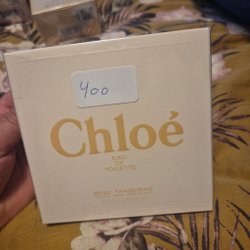 400
Chloé
EAU
DE
TOILETTE
ROSE TANGERINE